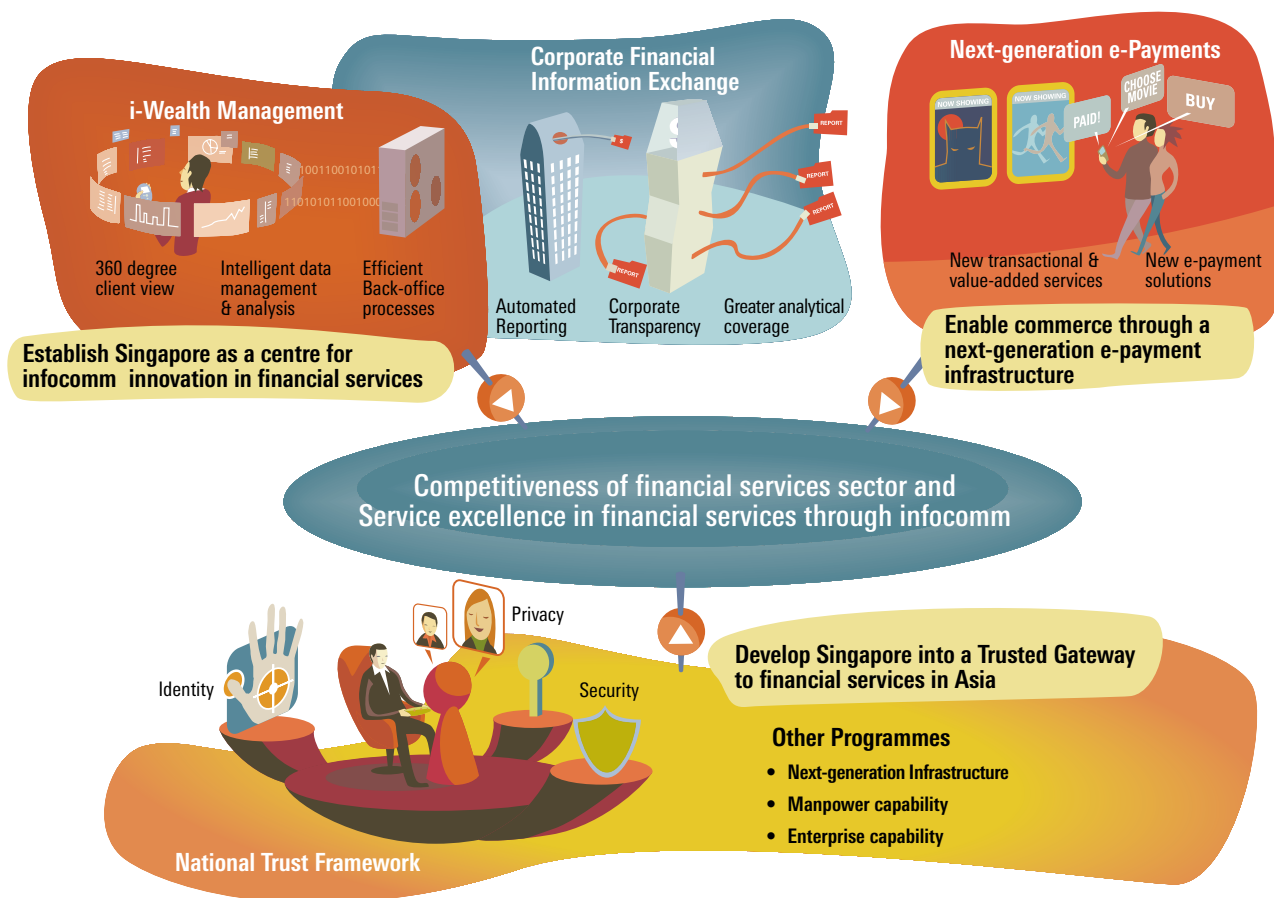 Corporate Financial
Information Exchange
Next-generation e-Payments
i-Wealth Management
NOW SHOWING
NOW SHOWING
PAID!
CHOOSE
MOVIE
BUY
100110010101
110101011001000
$
$
REPORT
REPORT
REPORT
REPORT
360 degree
client view
Intelligent data
management
& analysis
Efficient
Back-office
processes
Automated
Reporting
Corporate
Transparency
Greater analytical
coverage
New transactional &
value-added services
New e-payment
solutions
Establish Singapore as a centre for
infocomm innovation in financial services
Enable commerce through a
next-generation e-payment
infrastructure
Competitiveness of financial services sector and
Service excellence in financial services through infocomm
Privacy
Identity
Security
Develop Singapore into a Trusted Gateway
to financial services in Asia
Other Programmes
• Next-generation Infrastructure
• Manpower capability
• Enterprise capability
National Trust Framework